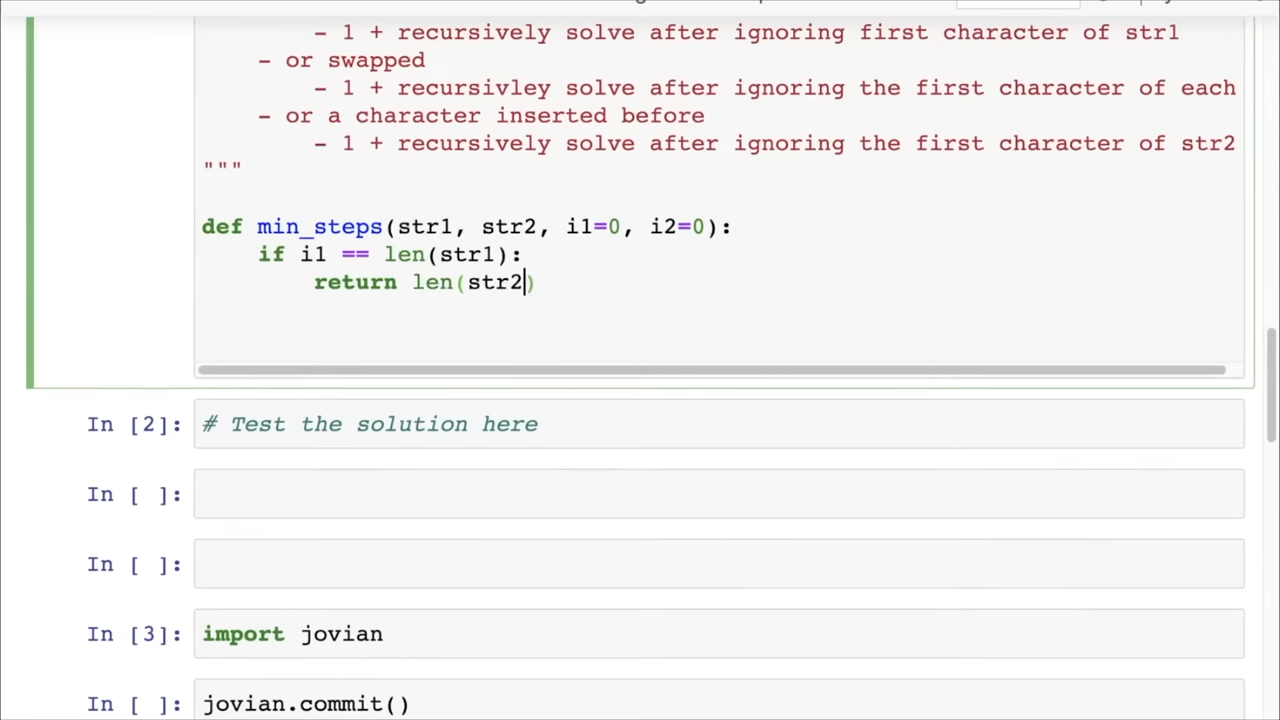 - 1 + recursively solve after ignoring first character of str1
- or swapped
- 1 + recursivley solve after ignoring the first character of each
- or a character inserted before
- 1 + recursively solve after ignoring the first character of str2
"""
def min_steps(str1, str2, i1=0, i2=0):
if i1 == len(str1):
return len(str2)
In [2]: # Test the solution here
In [ ]:
In [ ]:
In [3]: import jovian
In [ ]: jovian.commit()